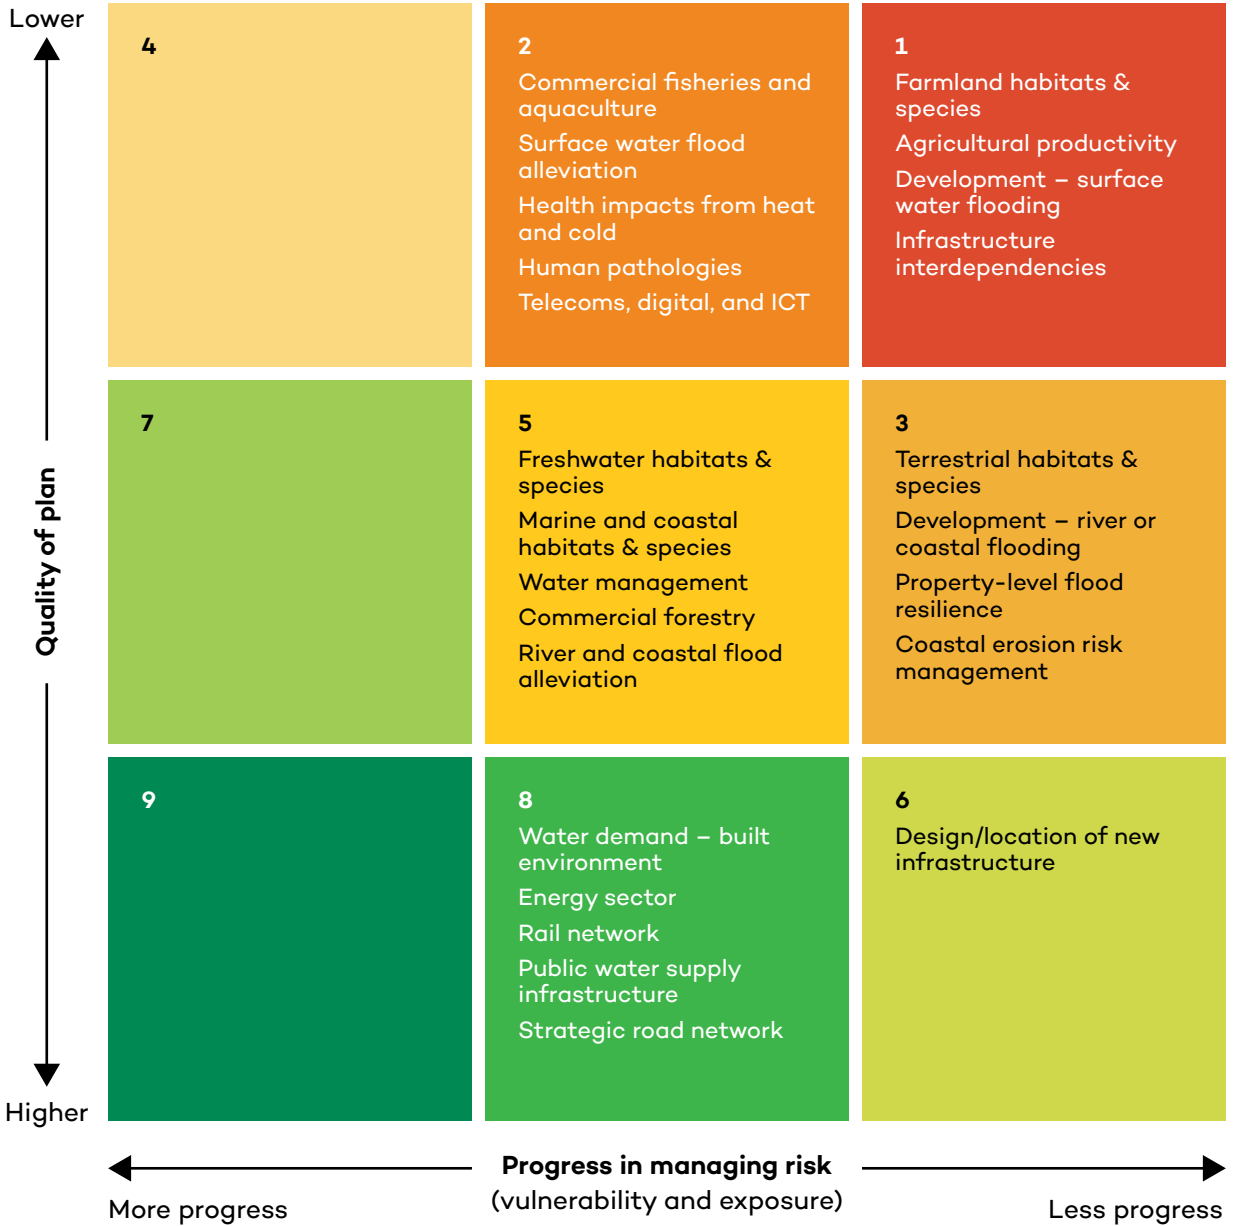 Lower
4
2
Commercial fisheries and
aquaculture
Surface water flood
alleviation
Health impacts from heat
and cold
Human pathologies
Telecoms, digital, and ICT
1
Farmland habitats &
species
Agricultural productivity
Development – surface
water flooding
Infrastructure
interdependencies
Quality of plan
7
5
Freshwater habitats &
species
Marine and coastal
habitats & species
Water management
Commercial forestry
River and coastal flood
alleviation
3
Terrestrial habitats &
species
Development – river or
coastal flooding
Property-level flood
resilience
Coastal erosion risk
management
9
8
Water demand – built
environment
Energy sector
Rail network
Public water supply
infrastructure
Strategic road network
6
Design/location of new
infrastructure
Higher
Progress in managing risk
(vulnerability and exposure)
More progress
Less progress